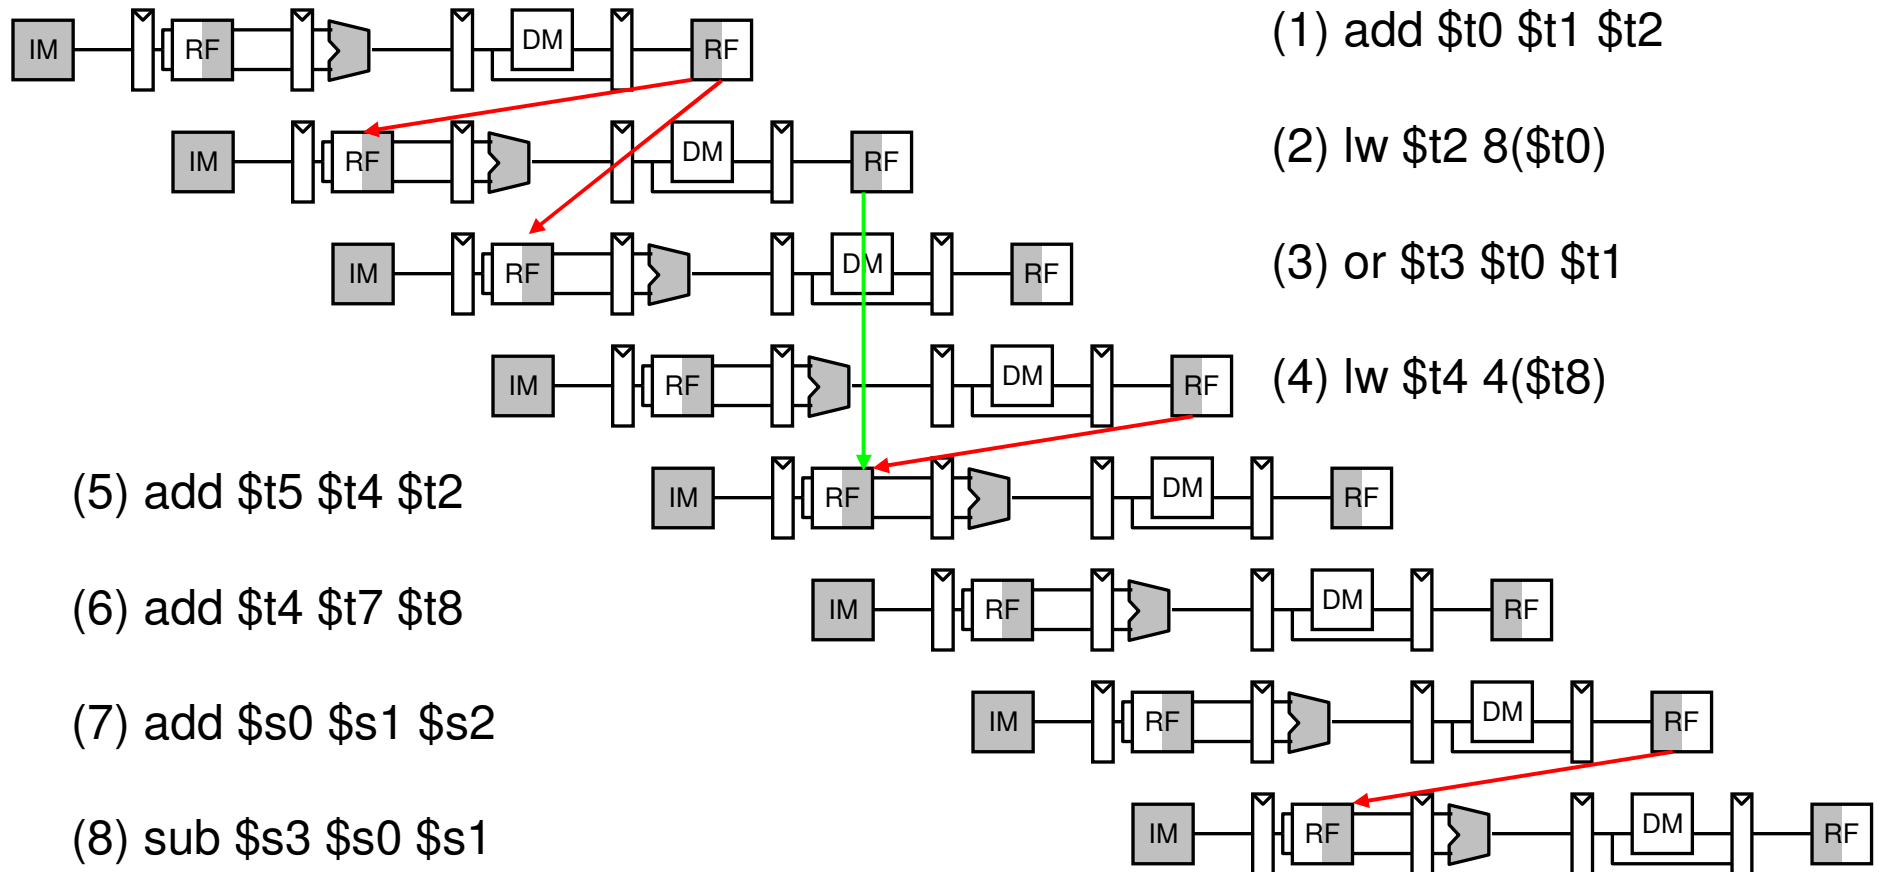 IM RF DM RF
(1) add $t0 $t1 $t2
IM RF DM RF
(2) lw $t2 8($t0)
IM RF DM RF
(3) or $t3 $t0 $t1
IM RF DM RF
(4) lw $t4 4($t8)
IM RF DM RF
(5) add $t5 $t4 $t2
IM RF DM RF
(6) add $t4 $t7 $t8
IM RF DM RF
(7) add $s0 $s1 $s2
IM RF DM RF
(8) sub $s3 $s0 $s1